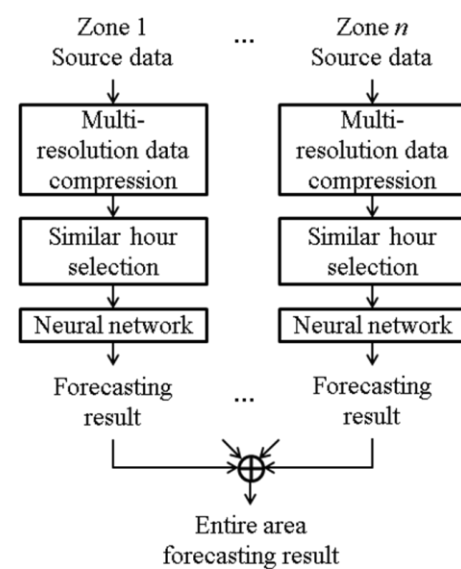 Zone 1
Source data
...
Zone n
Source data
Multi-
resolution data
compression
Multi-
resolution data
compression
Similar hour
selection
Similar hour
selection
Neural network
Neural network
Forecasting
result
...
Forecasting
result
Entire area
forecasting result